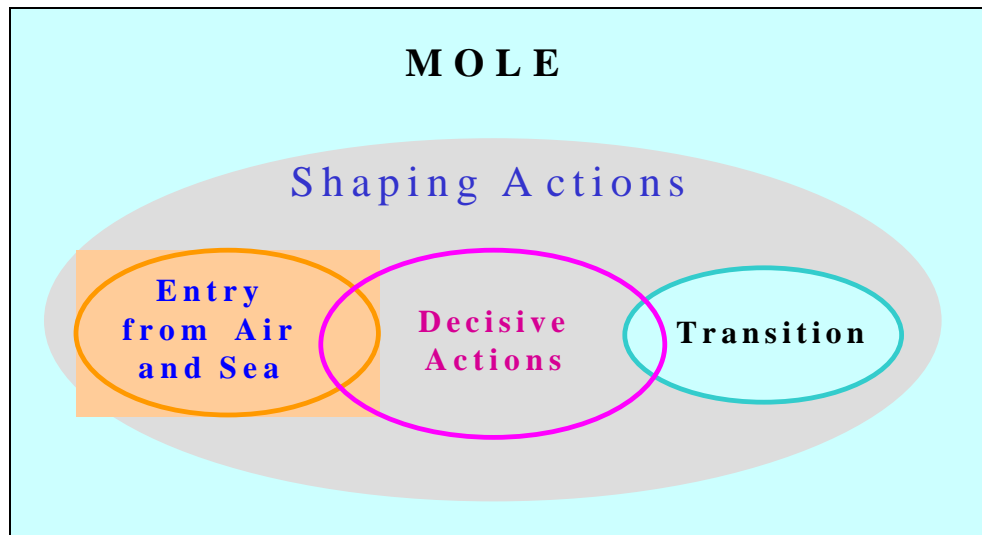 MOLE
Shaping Actions
Entry
from Air
and Sea
Decisive
Actions
Transition